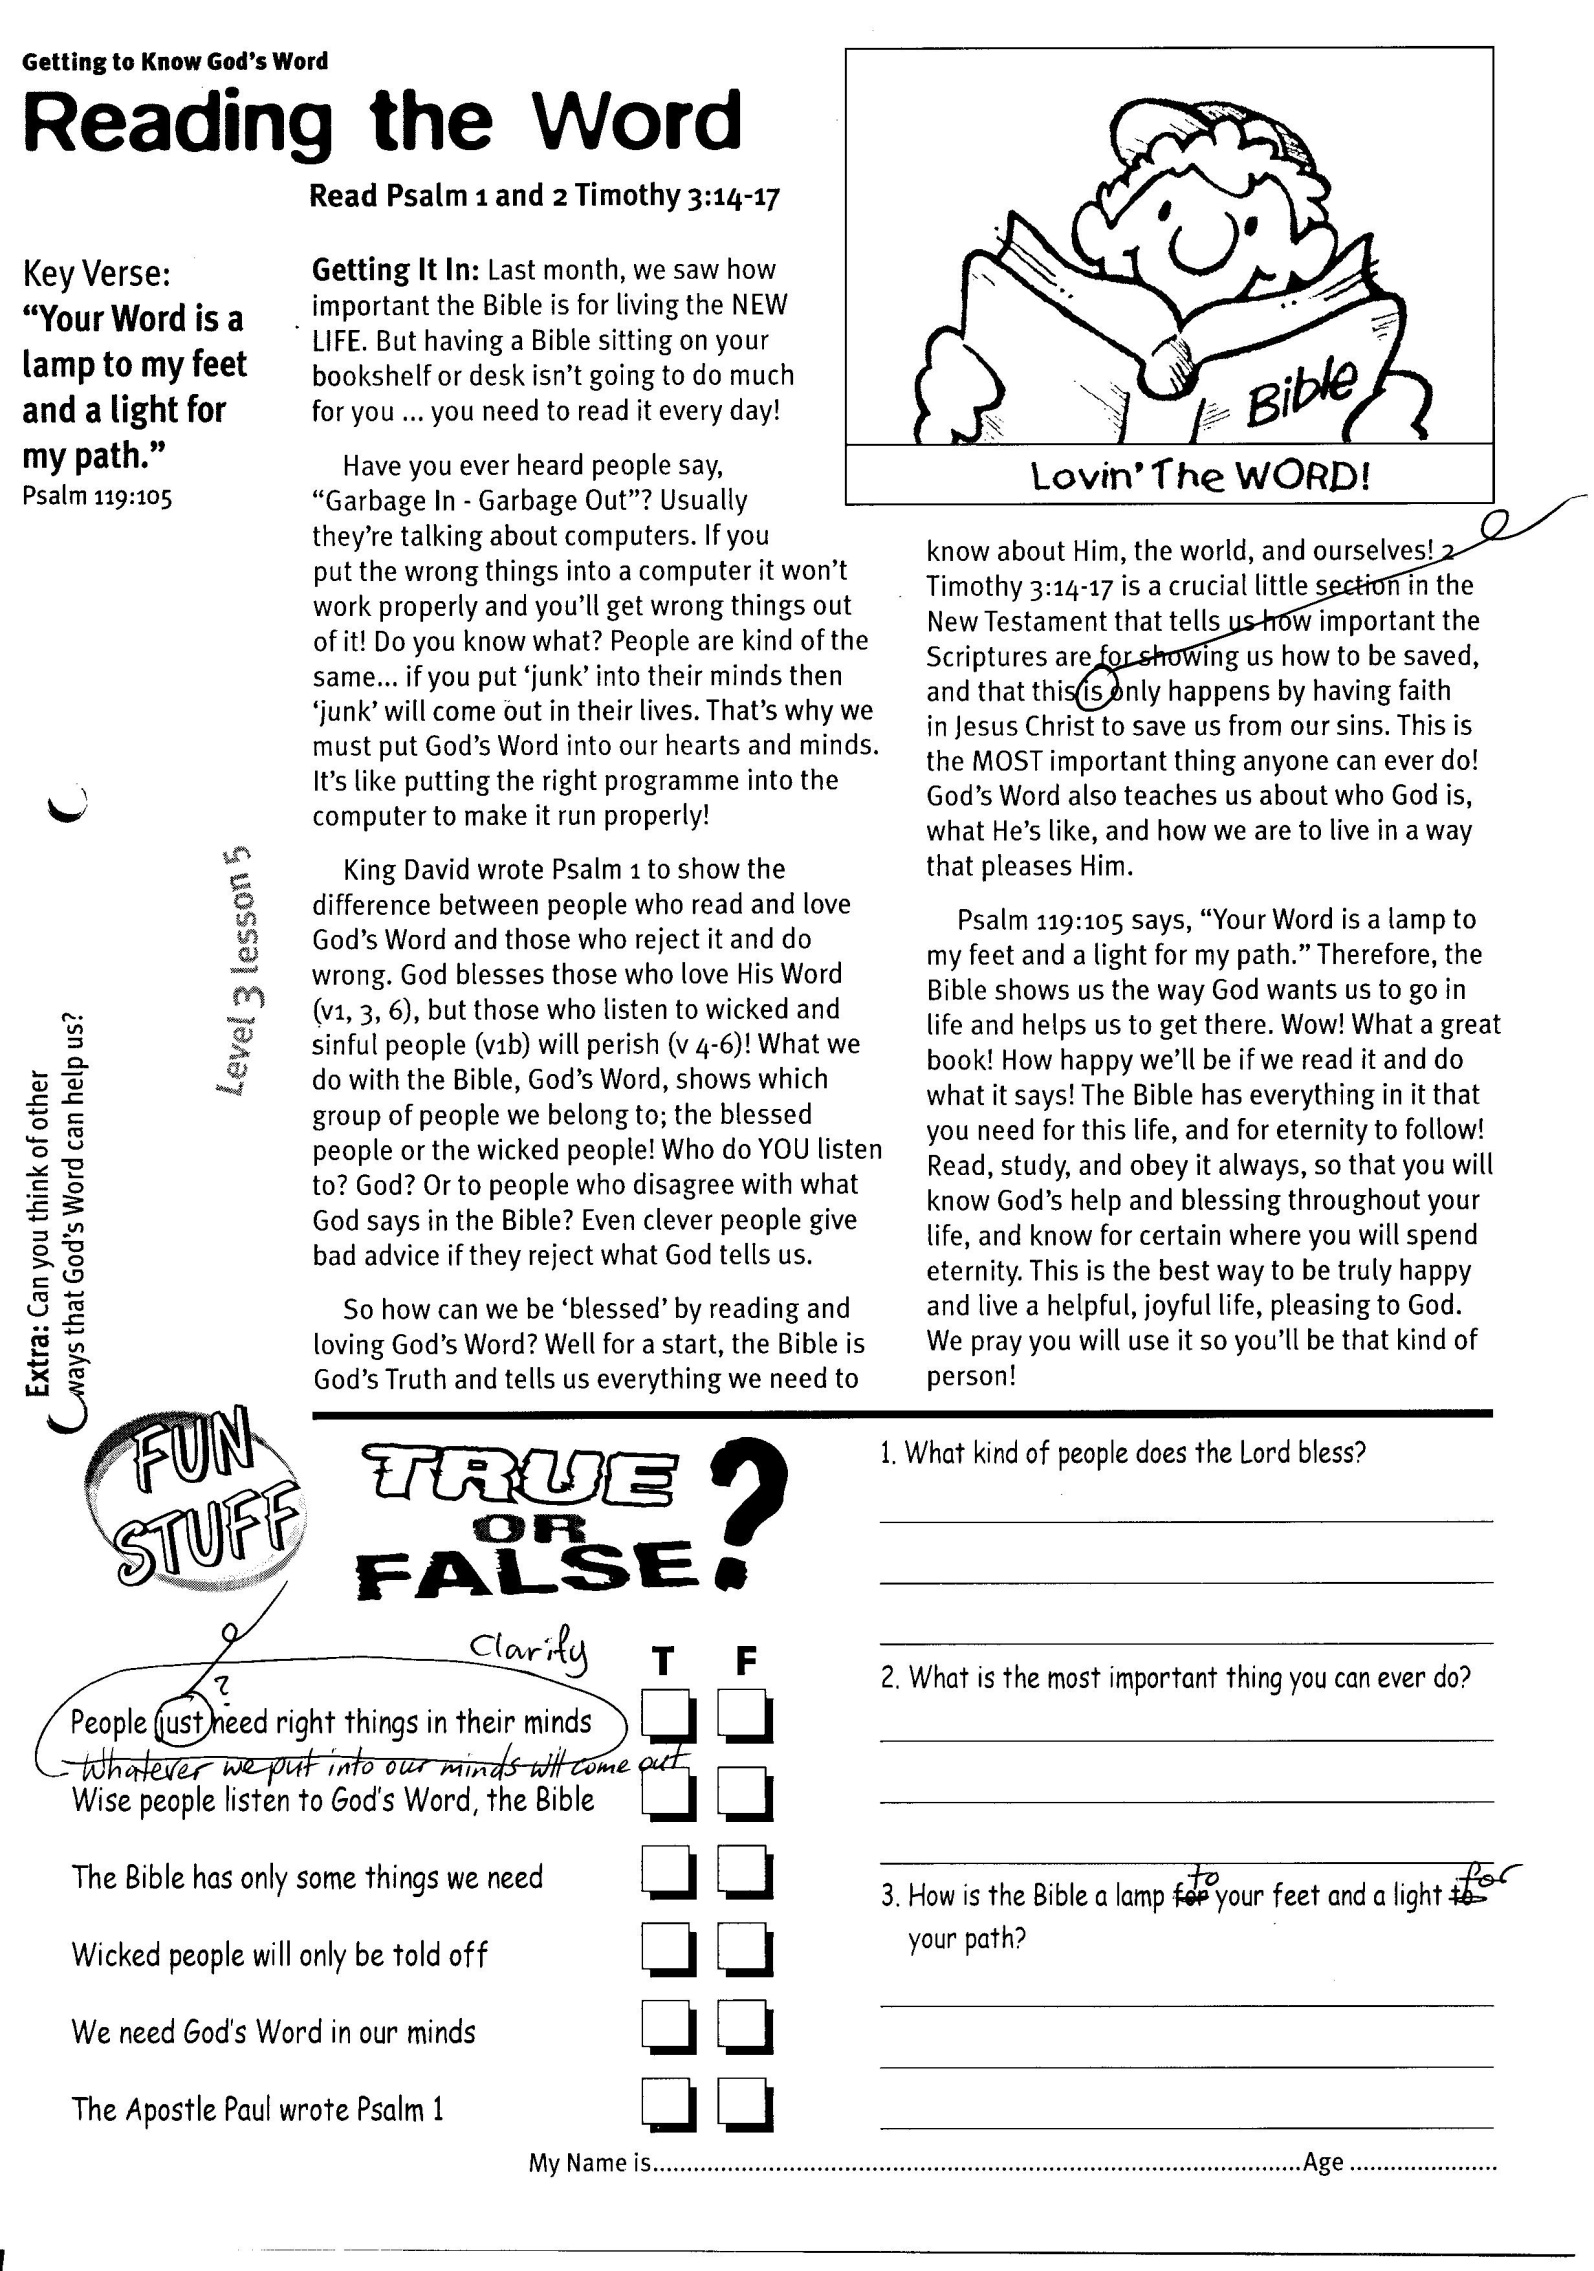 Getting to Know God's Word
Reading the Word
Read Psalm 1 and 2 Timothy 3:14-17
Key Verse:
“Your Word is a
lamp to my feet
and a light for
my path.”
Psalm 119:105
Getting It In: Last month, we saw how
important the Bible is for living the NEW
LIFE. But having a Bible sitting on your
bookshelf or desk isn't going to do much
for you ... you need to read it every day!
Have you ever heard people say,
“Garbage In - Garbage Out”? Usually
they're talking about computers. If you
put the wrong things into a computer it won't
work properly and you'll get wrong things out
of it! Do you know what? People are kind of the
same... if you put ‘junk’ into their minds then
‘junk’ will come out in their lives. That's why we
must put God's Word into our hearts and minds.
It's like putting the right programme into the
computer to make it run properly!
King David wrote Psalm 1 to show the
difference between people who read and love
God's Word and those who reject it and do
wrong. God blesses those who love His Word
(v1, 3, 6), but those who listen to wicked and
sinful people (v1b) will perish (v 4-6)! What we
do with the Bible, God's Word, shows which
group of people we belong to; the blessed
people or the wicked people! Who do YOU listen
to? God? Or to people who disagree with what
God says in the Bible? Even clever people give
bad advice if they reject what God tells us.
So how can we be ‘blessed’ by reading and
loving God's Word? Well for a start, the Bible is
God's Truth and tells us everything we need to
Bible
Lovin' The WORD!
know about Him, the world, and ourselves! 2
Timothy 3:14-17 is a crucial little section in the
New Testament that tells us how important the
Scriptures are for showing us how to be saved,
and that this is only happens by having faith
in Jesus Christ to save us from our sins. This is
the MOST important thing anyone can ever do!
God's Word also teaches us about who God is,
what He's like, and how we are to live in a way
that pleases Him.
Psalm 119:105 says, “Your Word is a lamp to
my feet and a light for my path.” Therefore, the
Bible shows us the way God wants us to go in
life and helps us to get there. Wow! What a great
book! How happy we'll be if we read it and do
what it says! The Bible has everything in it that
you need for this life, and for eternity to follow!
Read, study, and obey it always, so that you will
know God's help and blessing throughout your
life, and know for certain where you will spend
eternity. This is the best way to be truly happy
and live a helpful, joyful life, pleasing to God.
We pray you will use it so you'll be that kind of
person!
Level 3 lesson 5
Extra: Can you think of other
ways that God's Word can help us?
FUN
STUFF
TRUE
OR
FALSE?
Clarify
T F
?
People just need right things in their minds
- Whatever we put into our minds will come out
Wise people listen to God's Word, the Bible
The Bible has only some things we need
Wicked people will only be told off
We need God's Word in our minds
The Apostle Paul wrote Psalm 1
1. What kind of people does the Lord bless?
2. What is the most important thing you can ever do?
to for
3. How is the Bible a lamp for your feet and a light to
your path?
My Name is..........Age ..........